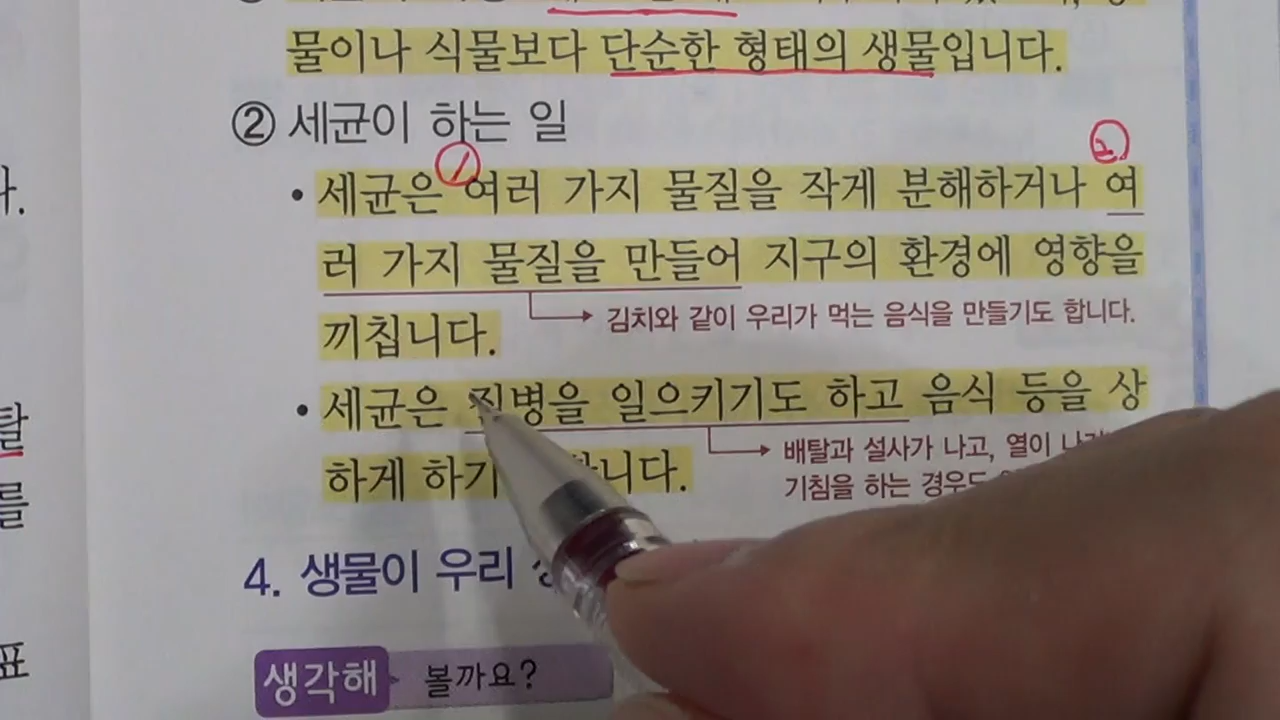 물이나 식물보다 단순한 형태의 생물입니다.
② 세균이 하는 일
① ②
• 세균은 여러 가지 물질을 작게 분해하거나 여
러 가지 물질을 만들어 지구의 환경에 영향을
김치와 같이 우리가 먹는 음식을 만들기도 합니다.
끼칩니다.
• 세균은 질병을 일으키기도 하고 음식 등을 상
배탈과 설사가 나고, 열이
하게
기침을 하는 경우도
4. 생물이 우리
생각해 볼까요?
다.
탈
를
표